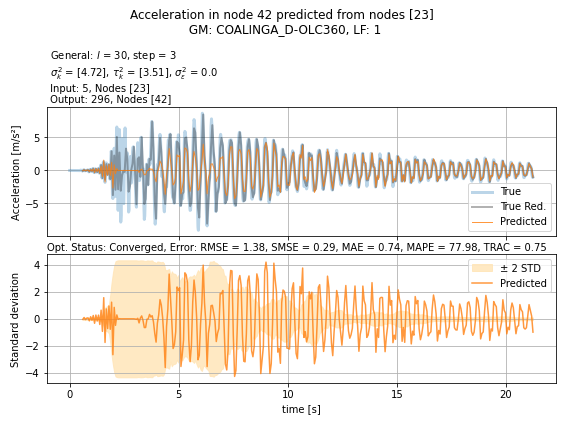 Acceleration in node 42 predicted from nodes [23]
GM: COALINGA_D-OLC360, LF: 1
General: l = 30, step = 3
σ²ₖ = [4.72], τ²ₖ = [3.51], σ²ε = 0.0
Input: 5, Nodes [23]
Output: 296, Nodes [42]
Acceleration [m/s²]
5
0
−5
True
True Red.
Predicted
Opt. Status: Converged, Error: RMSE = 1.38, SMSE = 0.29, MAE = 0.74, MAPE = 77.98, TRAC = 0.75
Standard deviation
4
2
0
−2
−4
± 2 STD
Predicted
0 5 10 15 20
time [s]